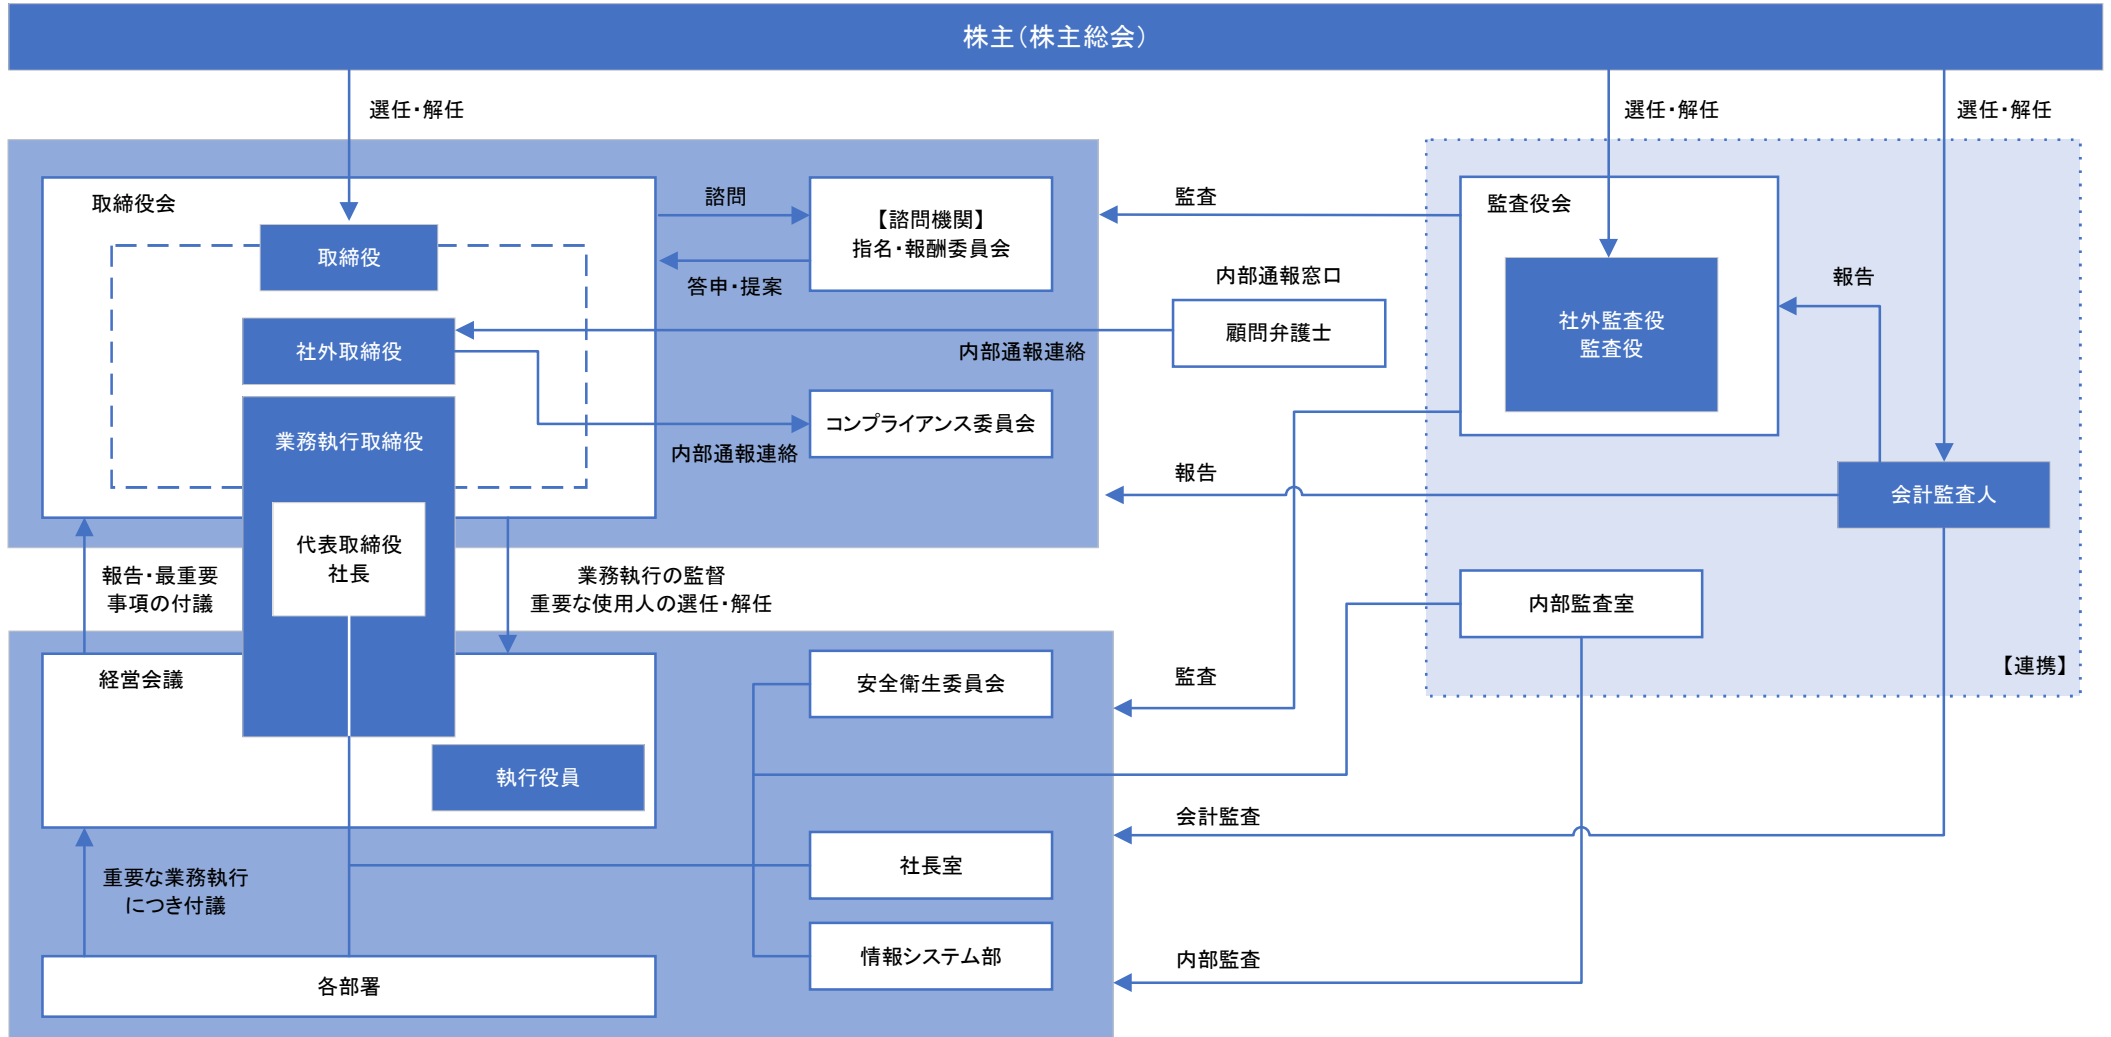 株主(株主総会)
選任・解任
選任・解任
選任・解任
取締役会
取締役
社外取締役
業務執行取締役
代表取締役
社長
諮問
答申・提案
【諮問機関】
指名・報酬委員会
内部通報窓口
顧問弁護士
内部通報連絡
コンプライアンス委員会
内部通報連絡
監査
監査役会
社外監査役
監査役
報告
報告
会計監査人
内部監査室
【連携】
報告・最重要
事項の付議
業務執行の監督
重要な使用人の選任・解任
経営会議
執行役員
安全衛生委員会
監査
会計監査
社長室
重要な業務執行
につき付議
情報システム部
内部監査
各部署